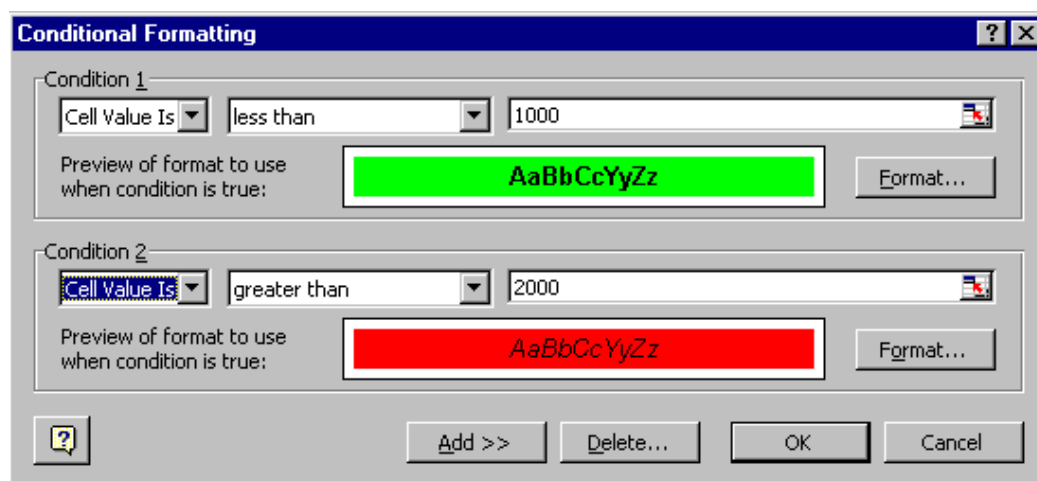 Conditional Formatting
Condition 1
Cell Value Is less than 1000
Preview of format to use
when condition is true:
AaBbCcYyZz
Format...
Condition 2
Cell Value Is greater than 2000
Preview of format to use
when condition is true:
AaBbCcYyZz
Format...
Add >> Delete... OK Cancel